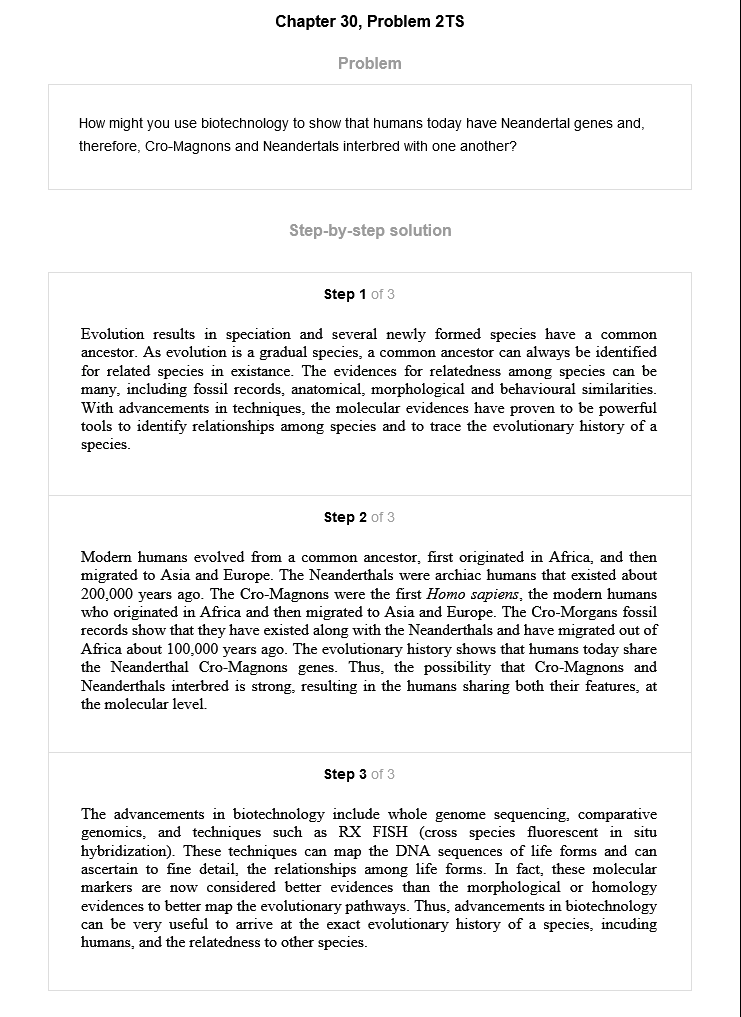 Chapter 30, Problem 2TS
Problem
How might you use biotechnology to show that humans today have Neandertal genes and,
therefore, Cro-Magnons and Neandertals interbred with one another?
Step-by-step solution
Step 1 of 3
Evolution results in speciation and several newly formed species have a common
ancestor. As evolution is a gradual species, a common ancestor can always be identified
for related species in existance. The evidences for relatedness among species can be
many, including fossil records, anatomical, morphological and behavioural similarities.
With advancements in techniques, the molecular evidences have proven to be powerful
tools to identify relationships among species and to trace the evolutionary history of a
species.
Step 2 of 3
Modern humans evolved from a common ancestor, first originated in Africa, and then
migrated to Asia and Europe. The Neanderthals were archiac humans that existed about
200,000 years ago. The Cro-Magnons were the first Homo sapiens, the modern humans
who originated in Africa and then migrated to Asia and Europe. The Cro-Morgans fossil
records show that they have existed along with the Neanderthals and have migrated out of
Africa about 100,000 years ago. The evolutionary history shows that humans today share
the Neanderthal Cro-Magnons genes. Thus, the possibility that Cro-Magnons and
Neanderthals interbred is strong, resulting in the humans sharing both their features, at
the molecular level.
Step 3 of 3
The advancements in biotechnology include whole genome sequencing, comparative
genomics, and techniques such as RX FISH (cross species fluorescent in situ
hybridization). These techniques can map the DNA sequences of life forms and can
ascertain to fine detail, the relationships among life forms. In fact, these molecular
markers are now considered better evidences than the morphological or homology
evidences to better map the evolutionary pathways. Thus, advancements in biotechnology
can be very useful to arrive at the exact evolutionary history of a species, incuding
humans, and the relatedness to other species.